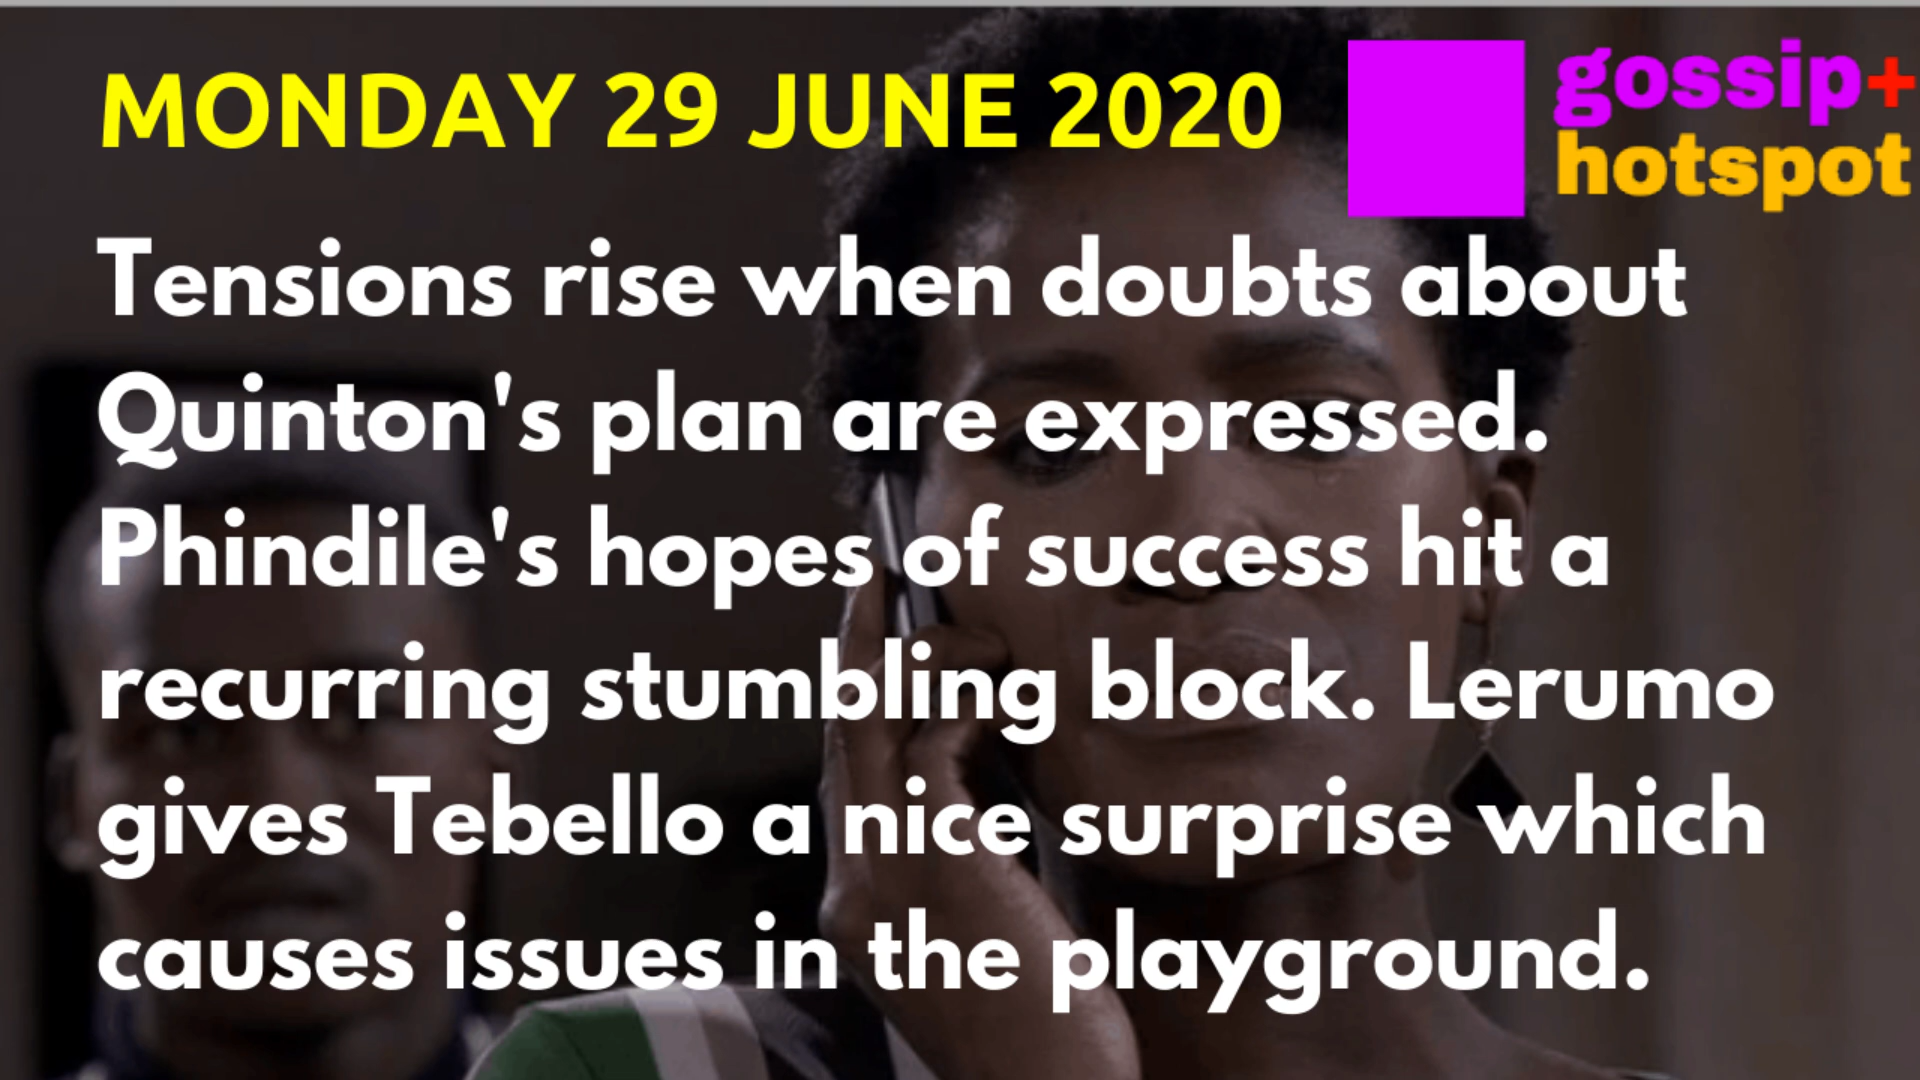 MONDAY 29 JUNE 2020
gossip+
hotspot
Tensions rise when doubts about
Quinton's plan are expressed.
Phindile's hopes of success hit a
recurring stumbling block. Lerumo
gives Tebello a nice surprise which
causes issues in the playground.